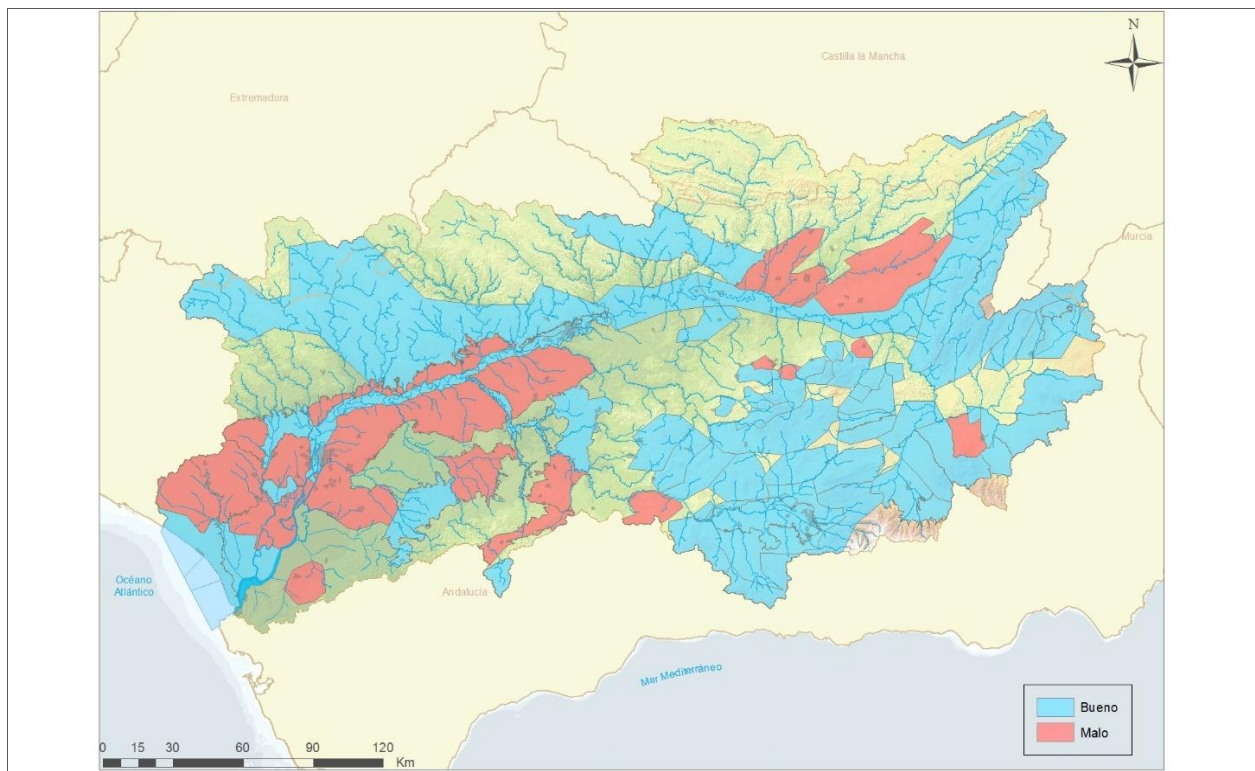 N
Castilla la Mancha
Extremadura
Murcia
Océano
Atlántico
Andalucía
Mar Mediterráneo
Bueno
Malo
0 15 30 60 90 120
Km